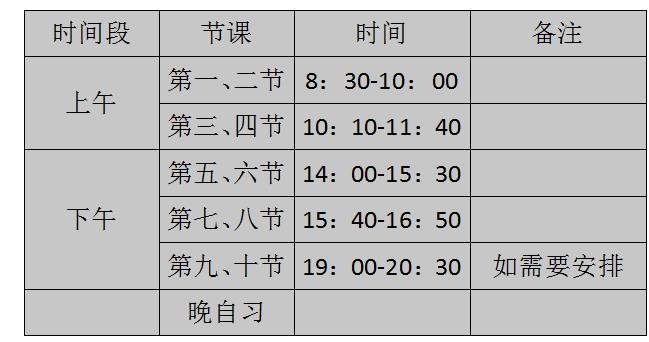 时间段 节课 时间 备注
上午 第一、二节 8：30-10：00
第三、四节 10：10-11：40
下午 第五、六节 14：00-15：30
第七、八节 15：40-16：50
第九、十节 19：00-20：30 如需要安排
晚自习